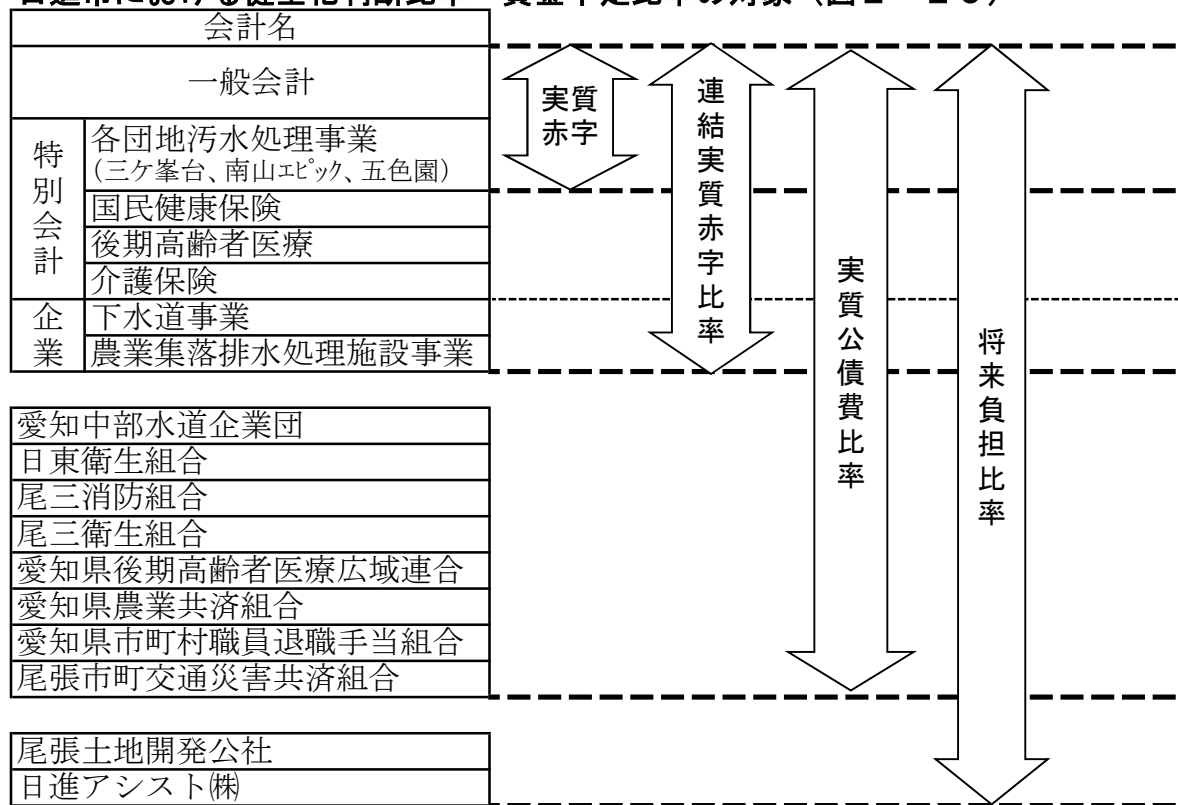 会計名
一般会計
特別会計
各団地汚水処理事業
(三ケ峯台、南山エピック、五色園)
国民健康保険
後期高齢者医療
介護保険
企業
下水道事業
農業集落排水処理施設事業
実質
赤字
連結実質赤字比率
実質公債費比率
将来負担比率
愛知中部水道企業団
日東衛生組合
尾三消防組合
尾三衛生組合
愛知県後期高齢者医療広域連合
愛知県農業共済組合
愛知県市町村職員退職手当組合
尾張市町交通災害共済組合
尾張土地開発公社
日進アシスト㈱